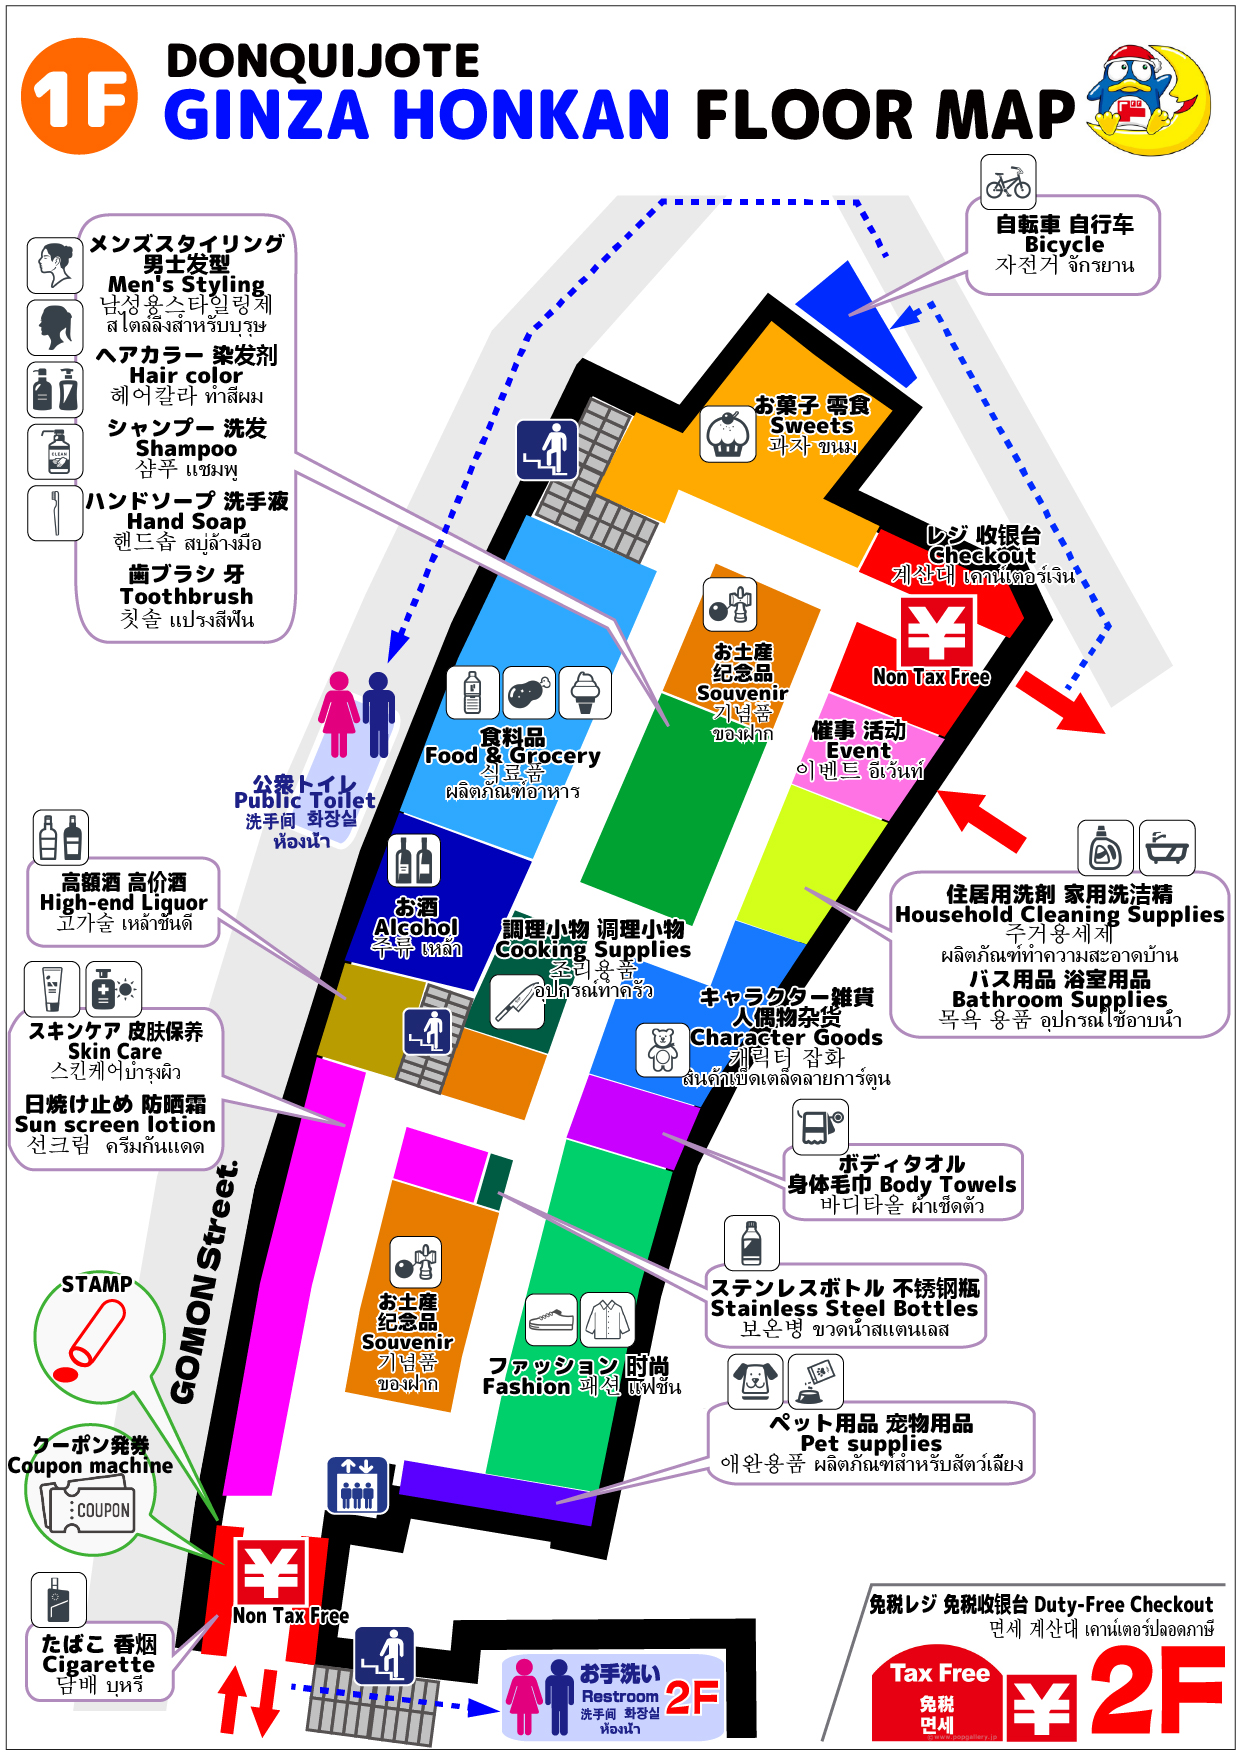 1F
DONQUIJOTE
GINZA HONKAN FLOOR MAP
自転車 自行车
Bicycle
자전거 จักรยาน
メンズスタイリング
男士发型
Men's Styling
남성용스타일링제
สไตล์ลิ่งสำหรับบุรุษ
ヘアカラー 染发剂
Hair color
헤어칼라 ทำสีผม
シャンプー 洗发
Shampoo
샴푸 แชมพู
ハンドソープ 洗手液
Hand Soap
핸드솝 สบู่ล้างมือ
歯ブラシ 牙
Toothbrush
칫솔 แปรงสีฟัน
CLEAN
お菓子 零食
Sweets
과자 ขนม
レジ 收银台
Checkout
계산대 เคาน์เตอร์เงิน
¥
Non Tax Free
お土産
纪念品
Souvenir
기념품
ของฝาก
催事 活动
Event
이벤트 อีเว้นท์
食料品
Food & Grocery
식료품
ผลิตภัณฑ์อาหาร
公衆トイレ
Public Toilet
洗手间 화장실
ห้องน้ำ
高額酒 高价酒
High-end Liquor
고가술 เหล้าชั้นดี
お酒
Alcohol
주류 เหล้า
調理小物 调理小物
Cooking Supplies
조리용품
อุปกรณ์ทำครัว
住居用洗剤 家用洗洁精
Household Cleaning Supplies
주거용세제
ผลิตภัณฑ์ทำความสะอาดบ้าน
バス用品 浴室用品
Bathroom Supplies
목욕 용품 อุปกรณ์ใช้อาบน้ำ
スキンケア 皮肤保养
Skin Care
스킨케어บำรุงผิว
日焼け止め 防晒霜
Sun screen lotion
선크림 ครีมกันแดด
キャラクター雑貨
人偶物杂货
Character Goods
캐릭터 잡화
สินค้าเบ็ดเตล็ดลายการ์ตูน
ボディタオル
身体毛巾 Body Towels
바디타올 ผ้าเช็ดตัว
GOMON Street.
STAMP
ステンレスボトル 不锈钢瓶
Stainless Steel Bottles
보온병 ขวดน้ำสแตนเลส
お土産
纪念品
Souvenir
기념품
ของฝาก
ファッション 时尚
Fashion 패션 แฟชั่น
ペット用品 宠物用品
Pet supplies
애완용품 ผลิตภัณฑ์สำหรับสัตว์เลี้ยง
クーポン発券
Coupon machine
COUPON
¥
Non Tax Free
たばこ 香烟
Cigarette
담배 บุหรี่
お手洗い
Restroom
洗手间 화장실
ห้องน้ำ
2F
免税レジ 免税收银台 Duty-Free Checkout
면세 계산대 เคาน์เตอร์ปลอดภาษี
Tax Free
免税
면세
¥
2F
©www.popgallery.jp